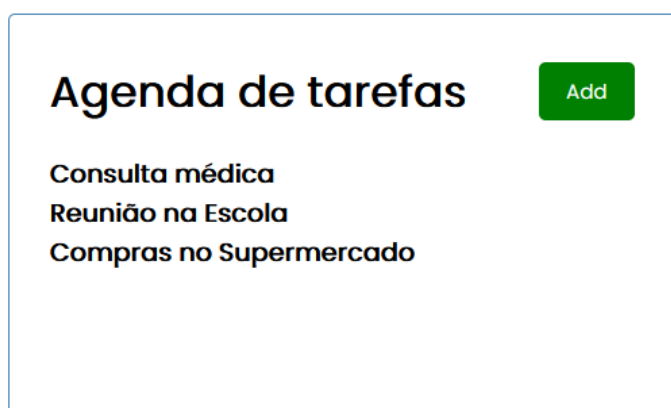 Agenda de tarefas
Add
Consulta médica
Reunião na Escola
Compras no Supermercado